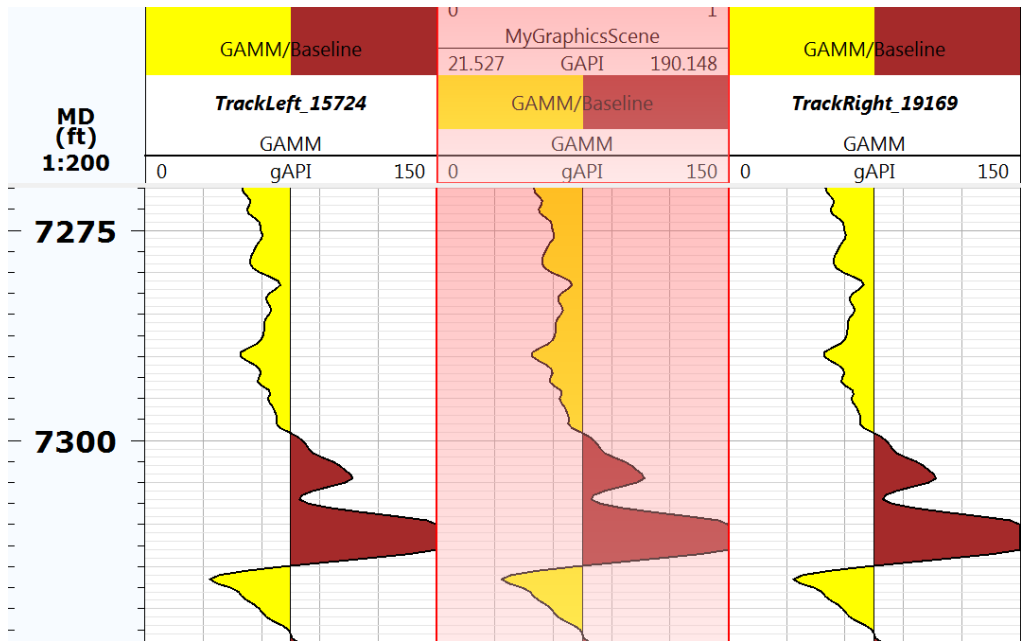 0 1
MyGraphicsScene
21.527 GAPI 190.148
GAMM/Baseline GAMM/Baseline GAMM/Baseline
TrackLeft_15724 TrackRight_19169
MD
(ft)
1:200
GAMM GAMM GAMM
0 gAPI 150 0 gAPI 150 0 gAPI 150
7275
7300